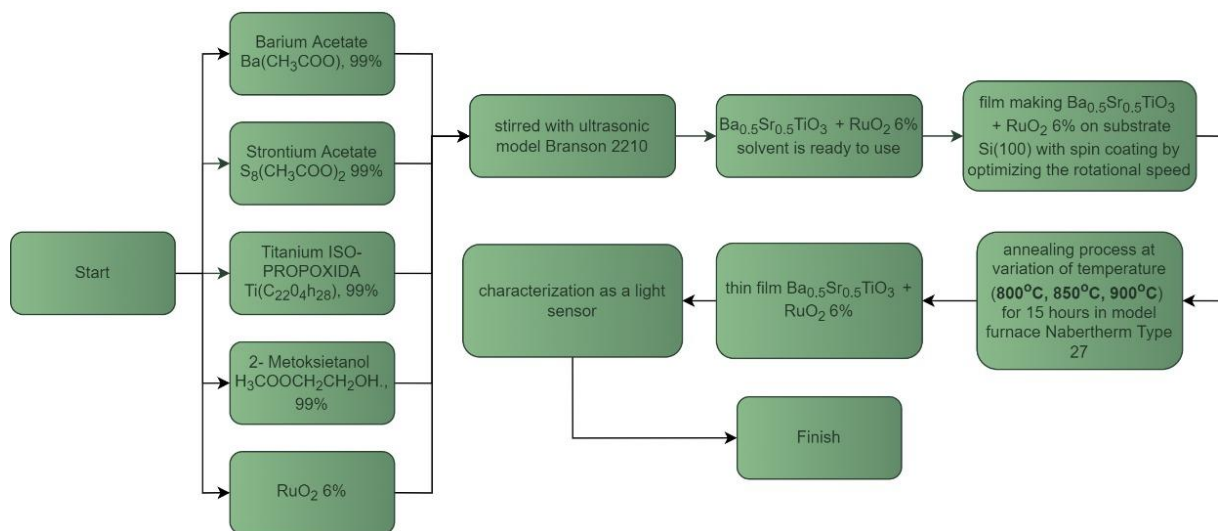 Start
Barium Acetate
Ba(CH₃COO), 99%
Strontium Acetate
S₈(CH₃COO)₂ 99%
Titanium ISO-
PROPOXIDA
Ti(C₂₂0₄h₂₈), 99%
2- Metoksietanol
H₃COOCH₂CH₂OH.,
99%
RuO₂ 6%
stirred with ultrasonic
model Branson 2210
Ba₀.₅Sr₀.₅TiO₃ + RuO₂ 6%
solvent is ready to use
film making Ba₀.₅Sr₀.₅TiO₃
+ RuO₂ 6% on substrate
Si(100) with spin coating by
optimizing the rotational speed
annealing process at
variation of temperature
(800⁰C, 850⁰C, 900⁰C)
for 15 hours in model
furnace Nabertherm Type
27
thin film Ba₀.₅Sr₀.₅TiO₃ +
RuO₂ 6%
characterization as a light
sensor
Finish